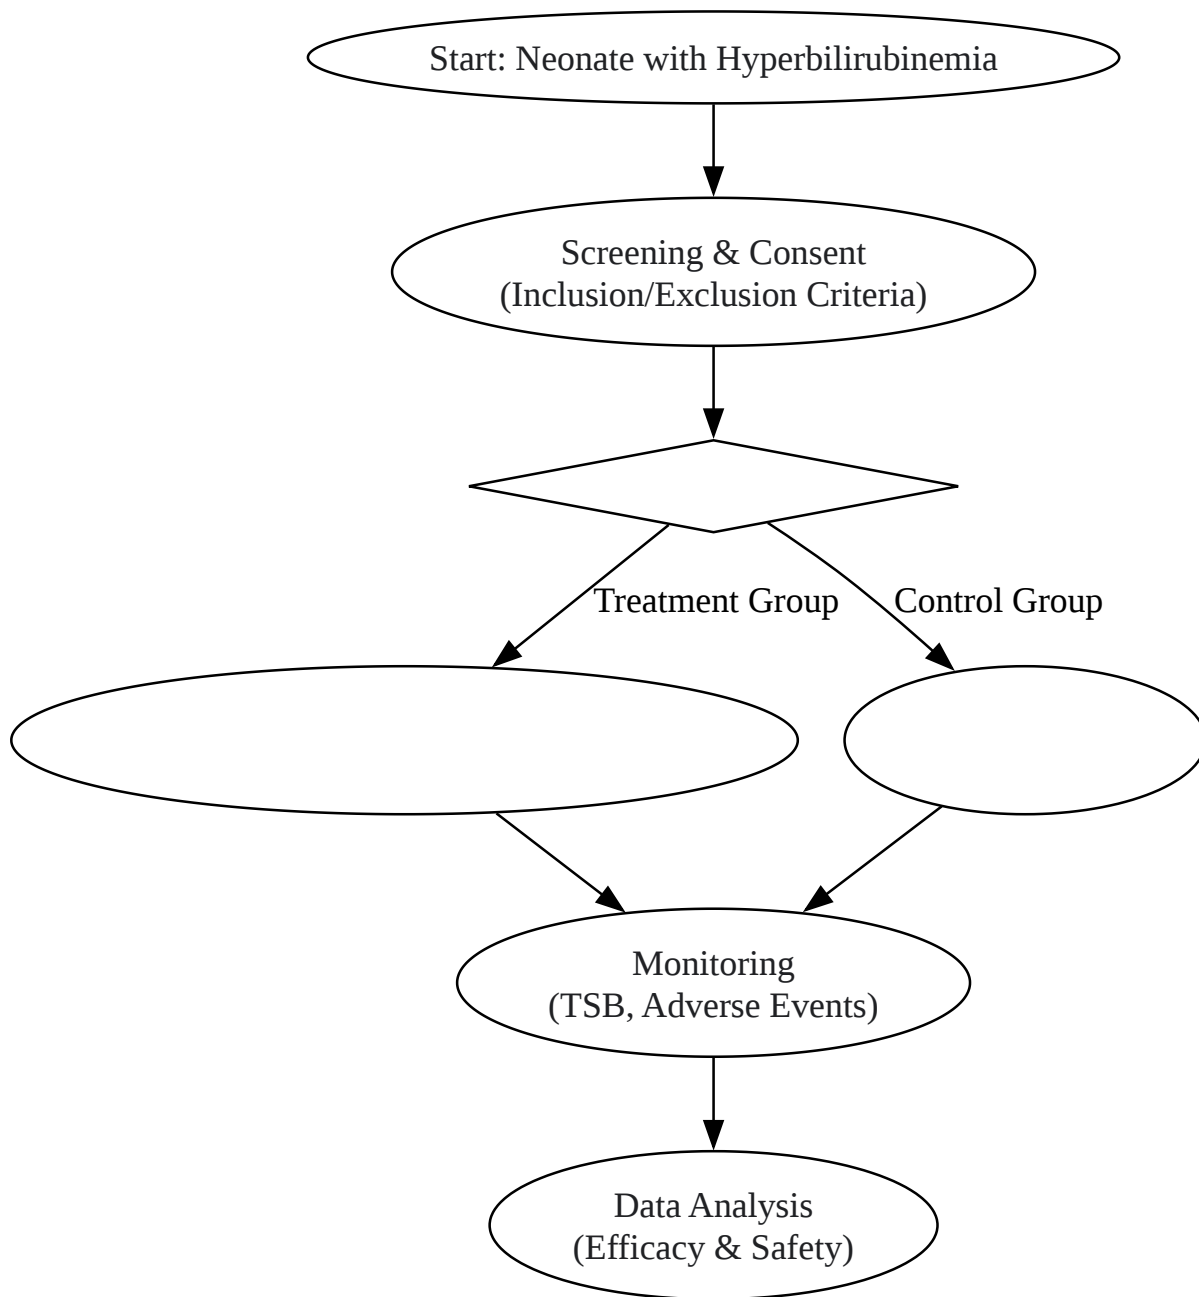 Start: Neonate with Hyperbilirubinemia
Screening & Consent
(Inclusion/Exclusion Criteria)
Treatment Group
Control Group
Monitoring
(TSB, Adverse Events)
Data Analysis
(Efficacy & Safety)